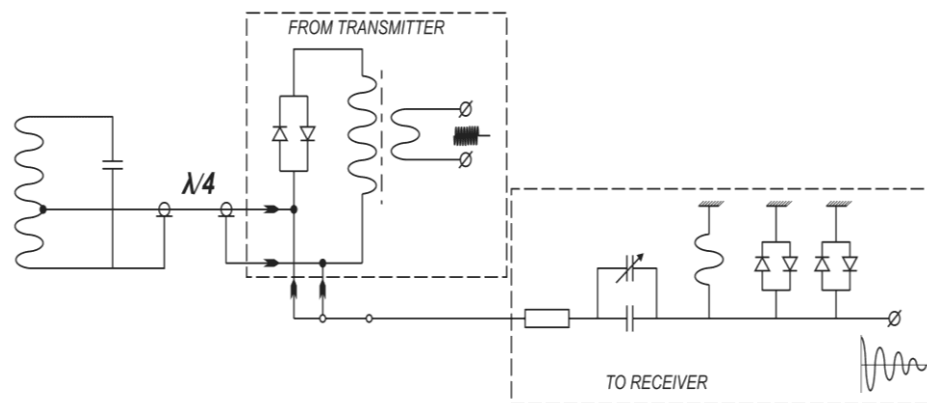 FROM TRANSMITTER
λ/4
TO RECEIVER